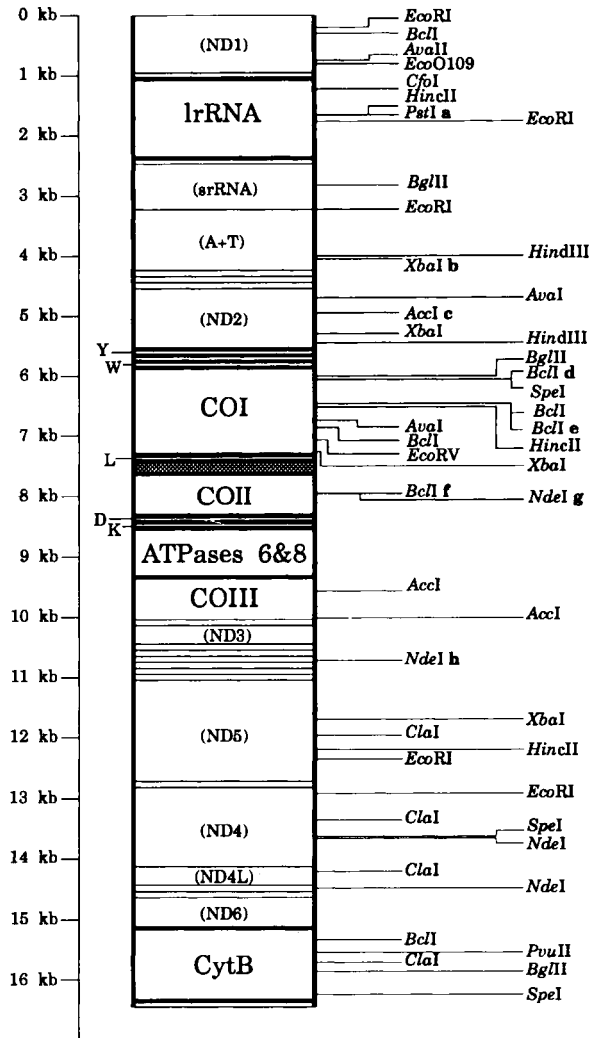 0 kb
1 kb
2 kb
3 kb
4 kb
5 kb
6 kb
7 kb
8 kb
9 kb
10 kb
11 kb
12 kb
13 kb
14 kb
15 kb
16 kb
Y
W
L
D
K
(ND1)
lrRNA
(srRNA)
(A+T)
(ND2)
COI
COII
ATPases 6&8
COIII
(ND3)
(ND5)
(ND4)
(ND4L)
(ND6)
CytB
EcoRI
BclI
AvaII
EcoO109
CfoI
HincII
PstI a
EcoRI
BglII
EcoRI
HindIII
XbaI b
AvaI
AccI c
XbaI
HindIII
BglII
BclI d
SpeI
BclI
AvaI
BclI e
BclI
HincII
EcoRV
XbaI
BclI f
NdeI g
AccI
AccI
NdeI h
XbaI
ClaI
HincII
EcoRI
EcoRI
ClaI
SpeI
NdeI
ClaI
NdeI
BclI
PvuII
ClaI
BglII
SpeI